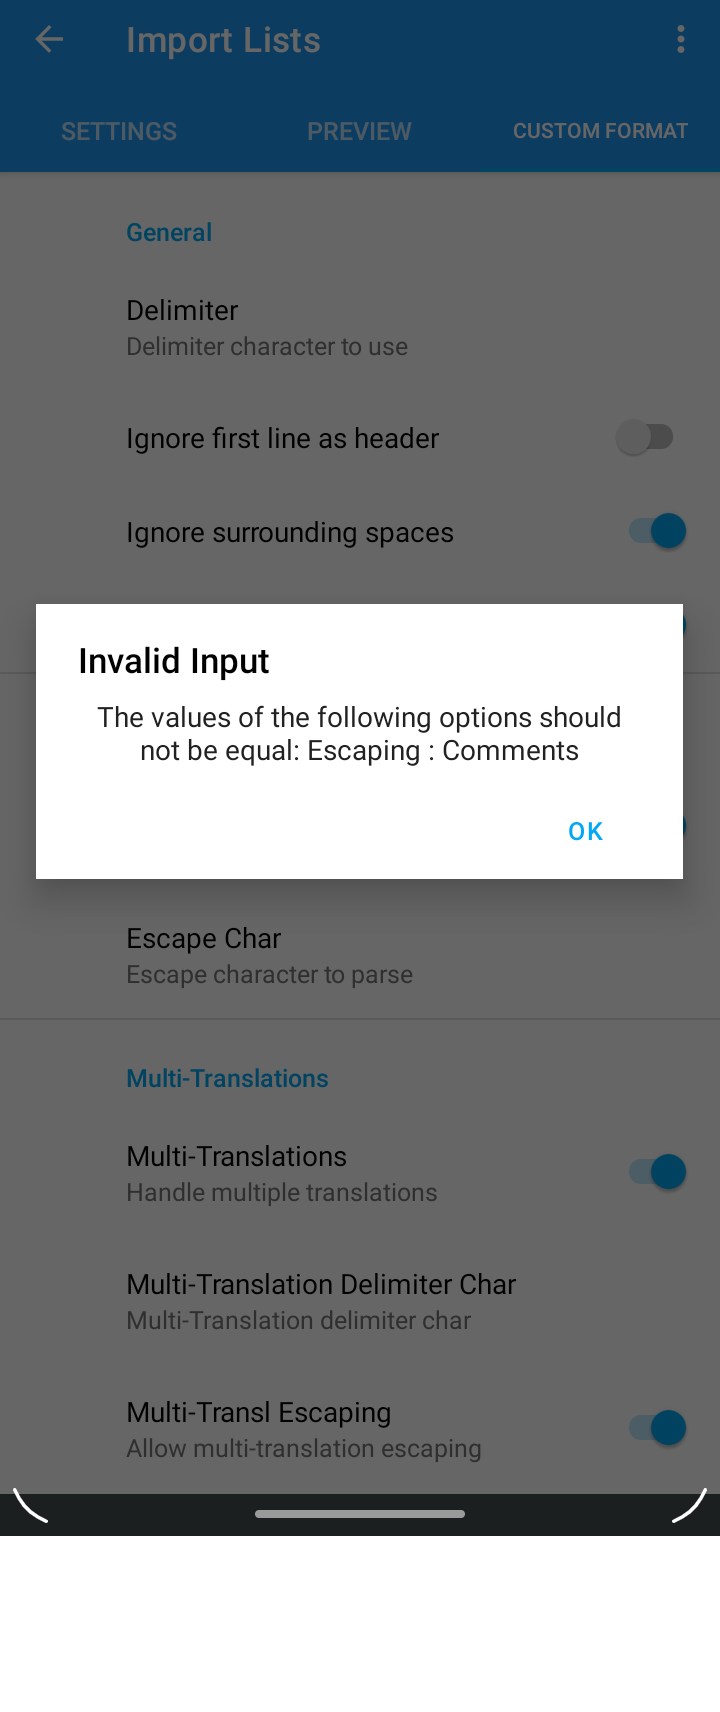 Import Lists
SETTINGS
PREVIEW
CUSTOM FORMAT
General
Delimiter
Delimiter character to use
Ignore first line as header
Ignore surrounding spaces
Invalid Input
The values of the following options should
not be equal: Escaping : Comments
OK
Escape Char
Escape character to parse
Multi-Translations
Multi-Translations
Handle multiple translations
Multi-Translation Delimiter Char
Multi-Translation delimiter char
Multi-Transl Escaping
Allow multi-translation escaping